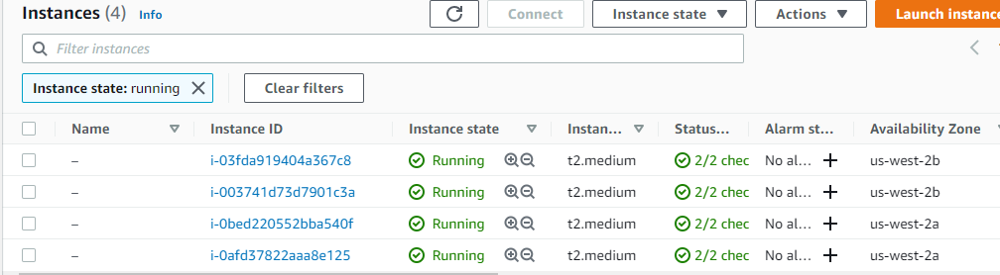 Instances (4) Info Connect Instance state Actions Launch instanc
Filter instances
Instance state: running Clear filters
Name Instance ID Instance state Instan... Status... Alarm st... Availability Zone
– i-03fda919404a367c8 Running t2.medium 2/2 chec No al... us-west-2b
– i-003741d73d7901c3a Running t2.medium 2/2 chec No al... us-west-2b
– i-0bed220552bba540f Running t2.medium 2/2 chec No al... us-west-2a
– i-0afd37822aaa8e125 Running t2.medium 2/2 chec No al... us-west-2a